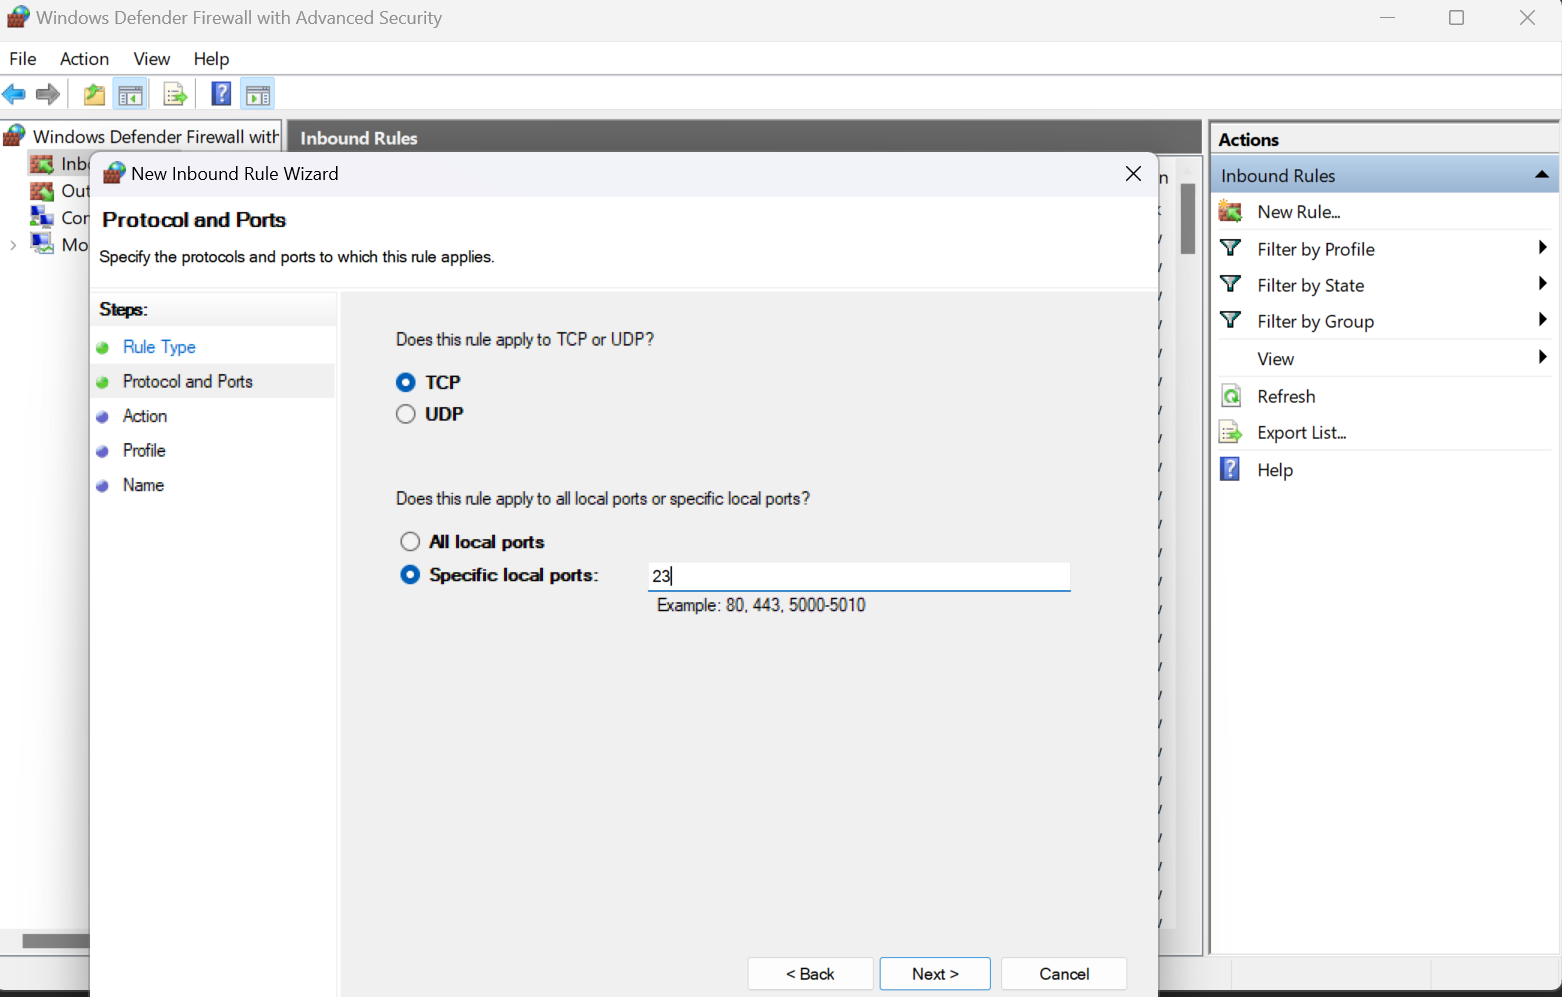 Windows Defender Firewall with Advanced Security
File Action View Help
Windows Defender Firewall with
Inbound Rules
Actions
Inb
Out
Cor
Mo
New Inbound Rule Wizard
Protocol and Ports
Specify the protocols and ports to which this rule applies.
Steps:
Rule Type
Protocol and Ports
Action
Profile
Name
Does this rule apply to TCP or UDP?
TCP
UDP
Does this rule apply to all local ports or specific local ports?
All local ports
Specific local ports: 23
Example: 80, 443, 5000-5010
< Back Next > Cancel
Inbound Rules
New Rule...
Filter by Profile
Filter by State
Filter by Group
View
Refresh
Export List...
Help